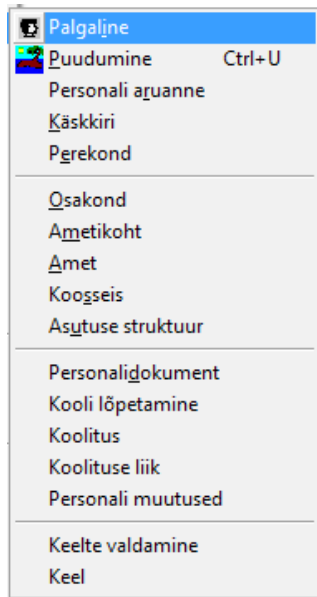 Palgaline
Puudumine Ctrl+U
Personali aruanne
Käskkiri
Perekond
Osakond
Ametikoht
Amet
Koosseis
Asutuse struktuur
Personalidokument
Kooli lõpetamine
Koolitus
Koolituse liik
Personali muutused
Keelte valdamine
Keel